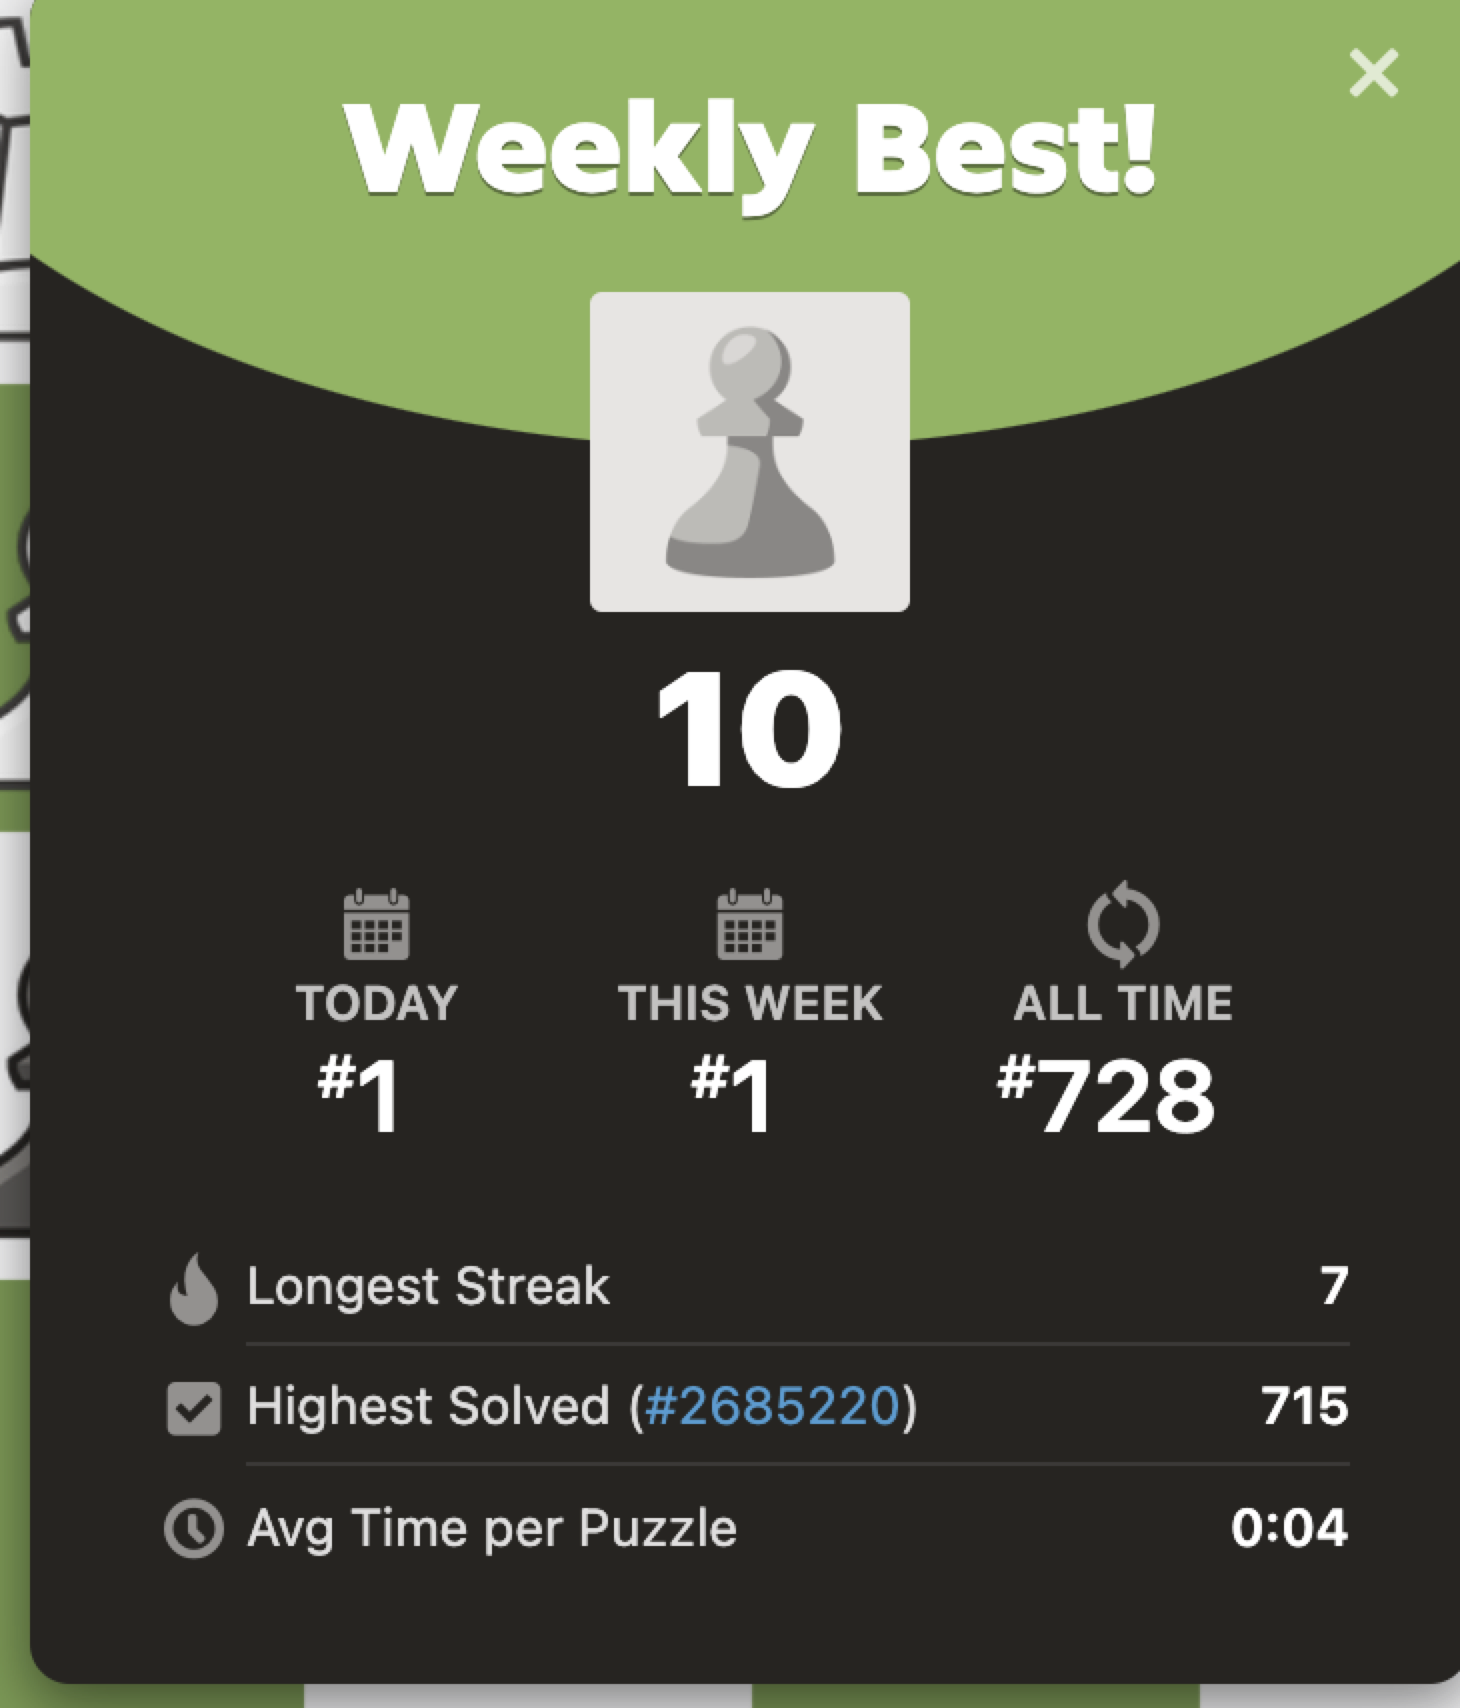 Weekly Best!
10
TODAY
THIS WEEK
ALL TIME
#1
#1
#728
Longest Streak
7
Highest Solved (#2685220)
715
Avg Time per Puzzle
0:04